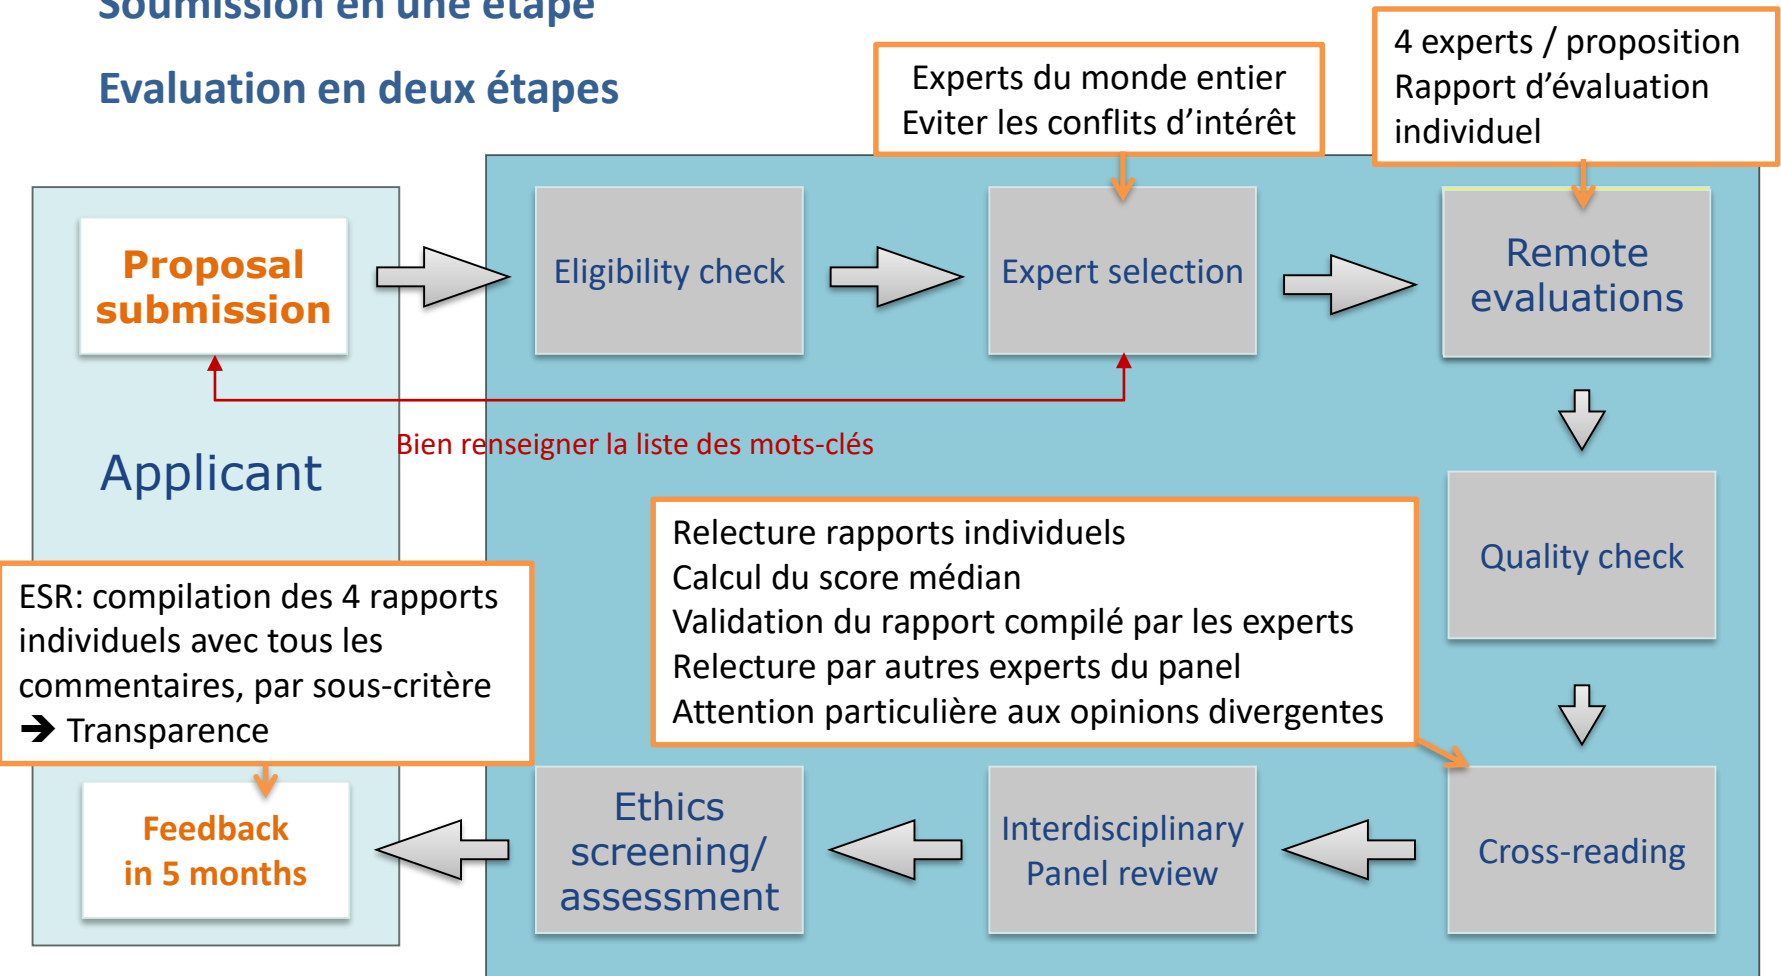 Soumission en une étape
Evaluation en deux étapes
Experts du monde entier
Eviter les conflits d’intérêt
4 experts / proposition
Rapport d’évaluation
individuel
Proposal
submission
Eligibility check
Expert selection
Remote
evaluations
Bien renseigner la liste des mots-clés
Applicant
Relecture rapports individuels
Calcul du score médian
Validation du rapport compilé par les experts
Relecture par autres experts du panel
Attention particulière aux opinions divergentes
Quality check
ESR: compilation des 4 rapports
individuels avec tous les
commentaires, par sous-critère
➔ Transparence
Feedback
in 5 months
Ethics
screening/
assessment
Interdisciplinary
Panel review
Cross-reading